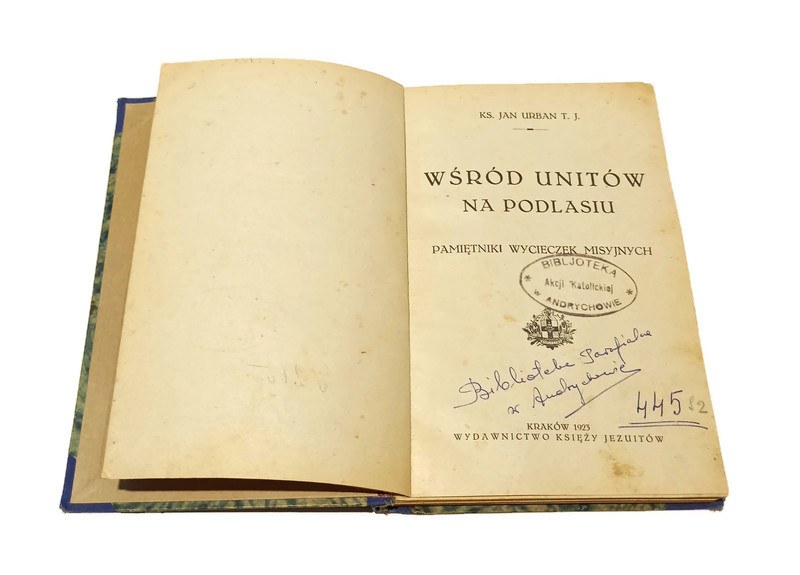 KS. JAN URBAN T. J.
WŚRÓD UNITÓW
NA PODLASIU
PAMIĘTNIKI WYCIECZEK MISYJNYCH
BIBLJOTEKA
Akcji Katolickiej
* ANDRYCHOWIE *
Biblioteka Parafialna
w Andrychowie
445 S2
KRAKÓW 1923
WYDAWNICTWO KSIĘŻY JEZUITÓW